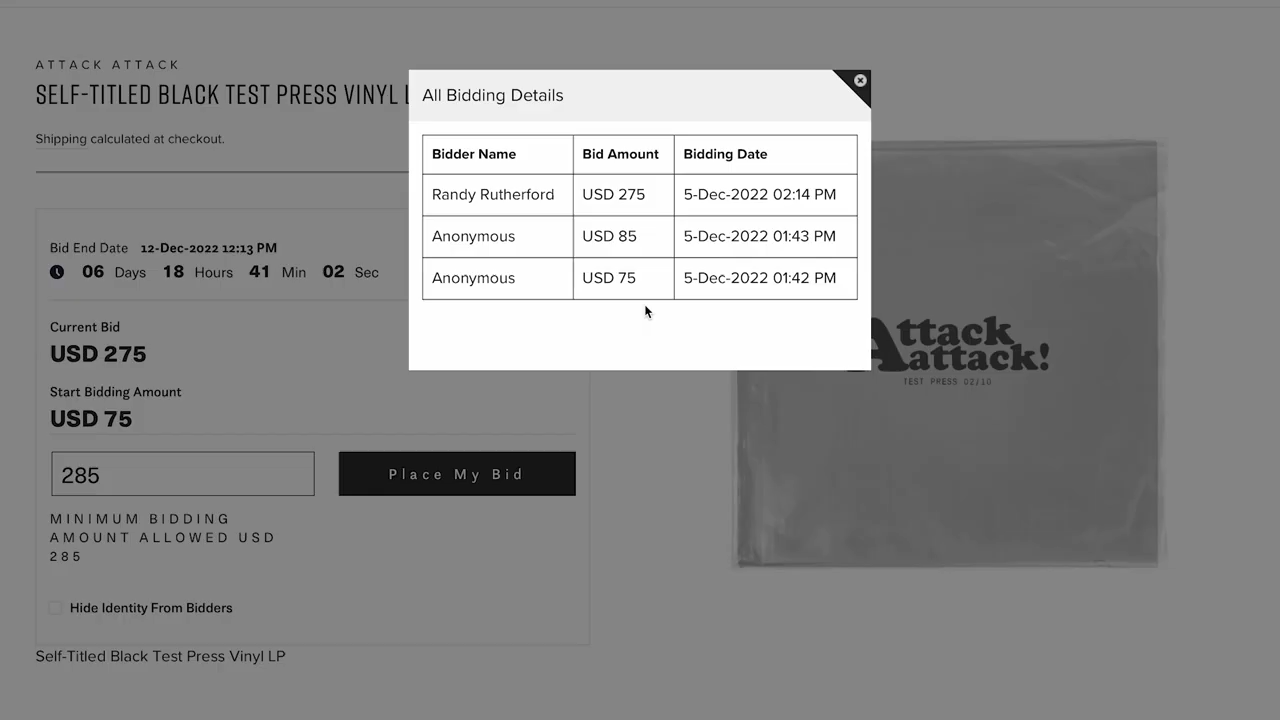 ATTACK ATTACK
SELF-TITLED BLACK TEST PRESS VINYL
Shipping calculated at checkout.
Bid End Date 12-Dec-2022 12:13 PM
06 Days 18 Hours 41 Min 02 Sec
Current Bid
USD 275
Start Bidding Amount
USD 75
285
Place My Bid
MINIMUM BIDDING
AMOUNT ALLOWED USD
285
Hide Identity From Bidders
Self-Titled Black Test Press Vinyl LP
All Bidding Details
Bidder Name Bid Amount Bidding Date
Randy Rutherford USD 275 5-Dec-2022 02:14 PM
Anonymous USD 85 5-Dec-2022 01:43 PM
Anonymous USD 75 5-Dec-2022 01:42 PM
Attack
attack!
TEST PRESS 02/10